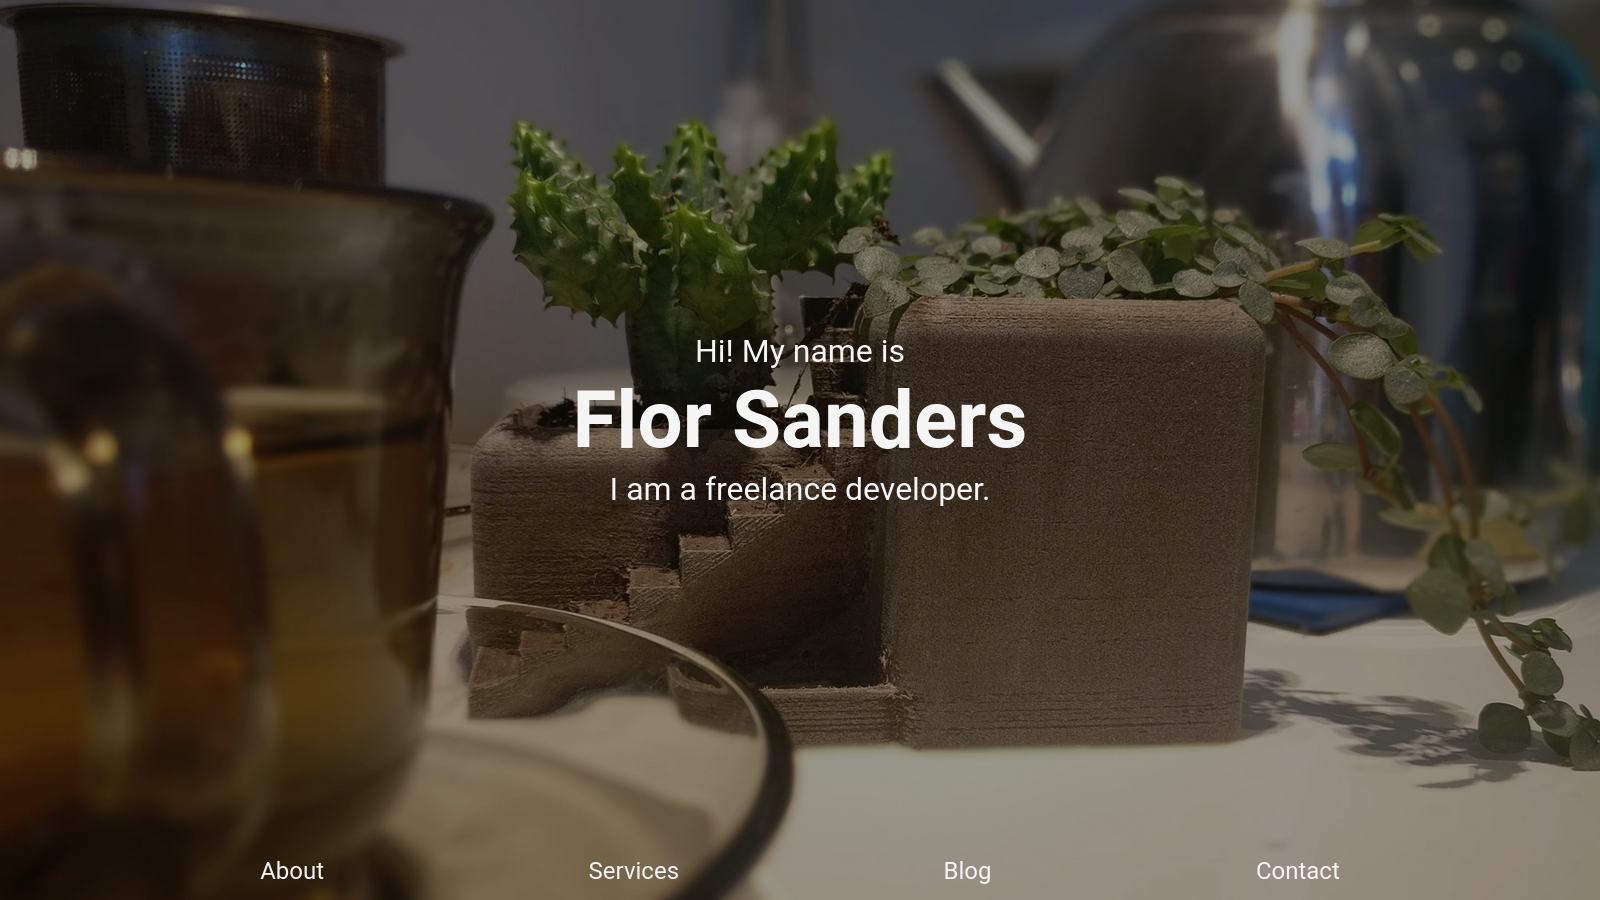 Hi! My name is
Flor Sanders
I am a freelance developer.
About
Services
Blog
Contact